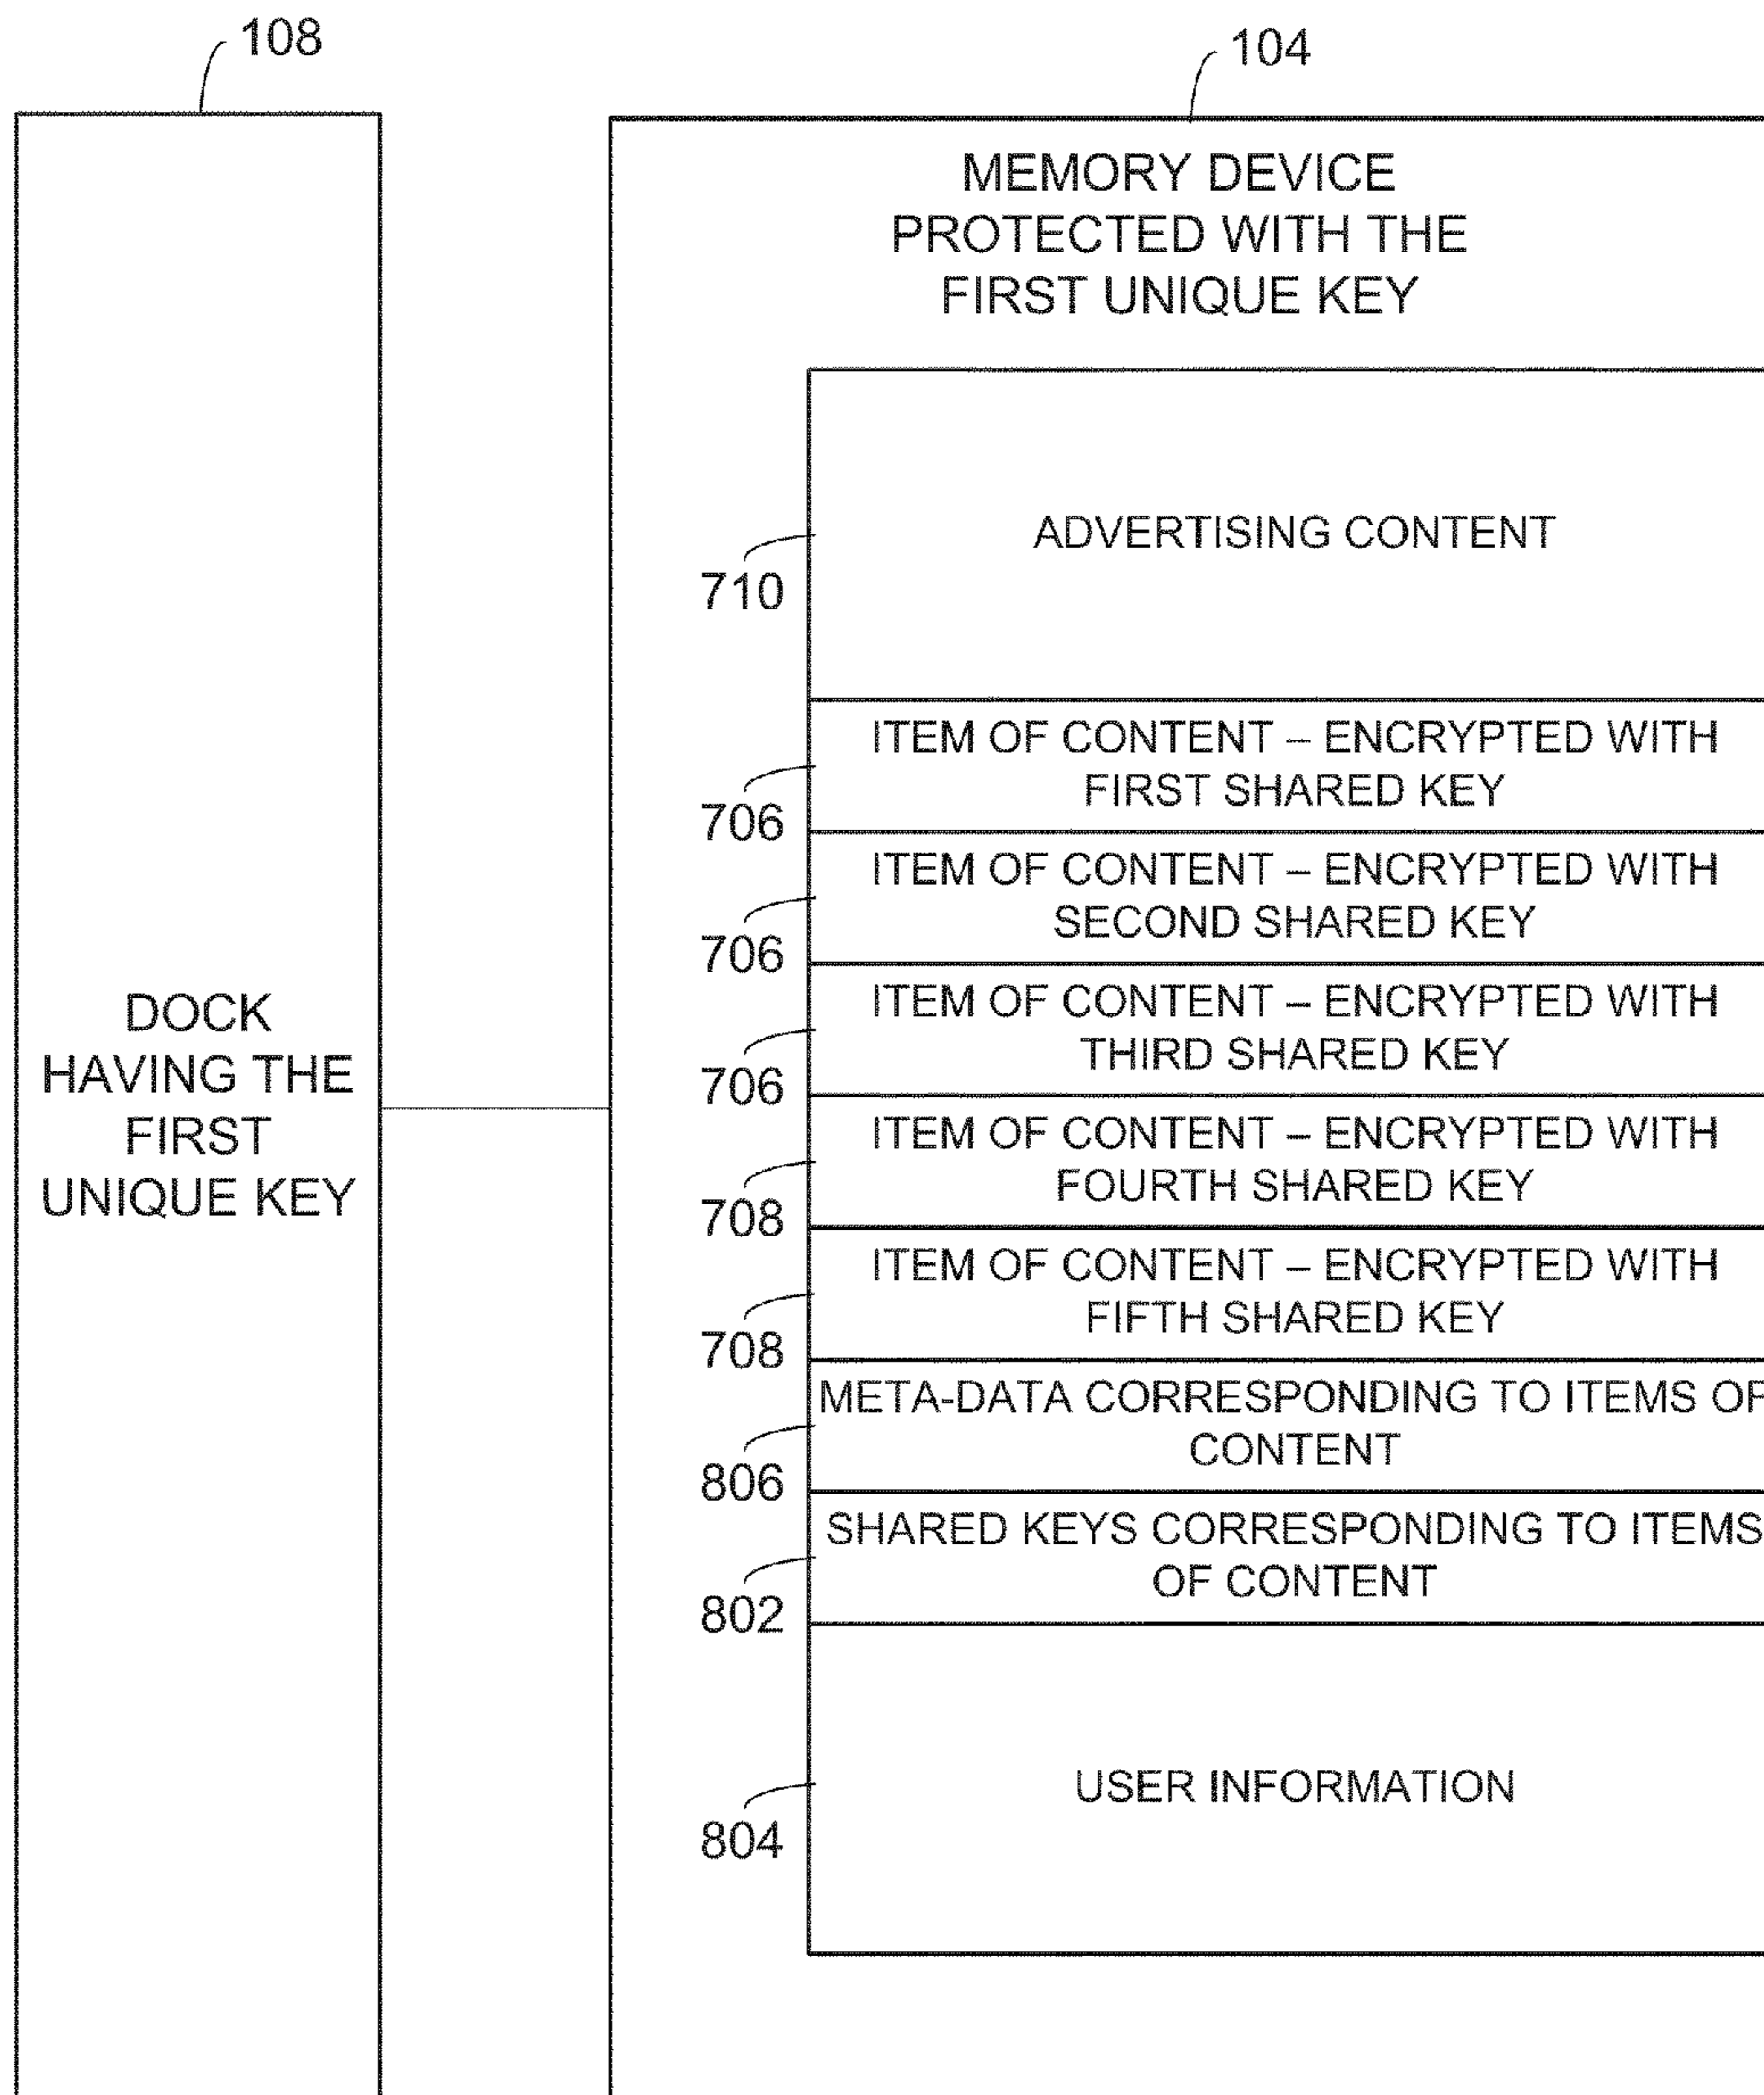 108
104
MEMORY DEVICE
PROTECTED WITH THE
FIRST UNIQUE KEY
ADVERTISING CONTENT
710
ITEM OF CONTENT – ENCRYPTED WITH
FIRST SHARED KEY
706
ITEM OF CONTENT – ENCRYPTED WITH
SECOND SHARED KEY
706
ITEM OF CONTENT – ENCRYPTED WITH
THIRD SHARED KEY
706
DOCK
HAVING THE
FIRST
UNIQUE KEY
ITEM OF CONTENT – ENCRYPTED WITH
FOURTH SHARED KEY
708
ITEM OF CONTENT – ENCRYPTED WITH
FIFTH SHARED KEY
708
META-DATA CORRESPONDING TO ITEMS OF
CONTENT
806
SHARED KEYS CORRESPONDING TO ITEMS
OF CONTENT
802
USER INFORMATION
804